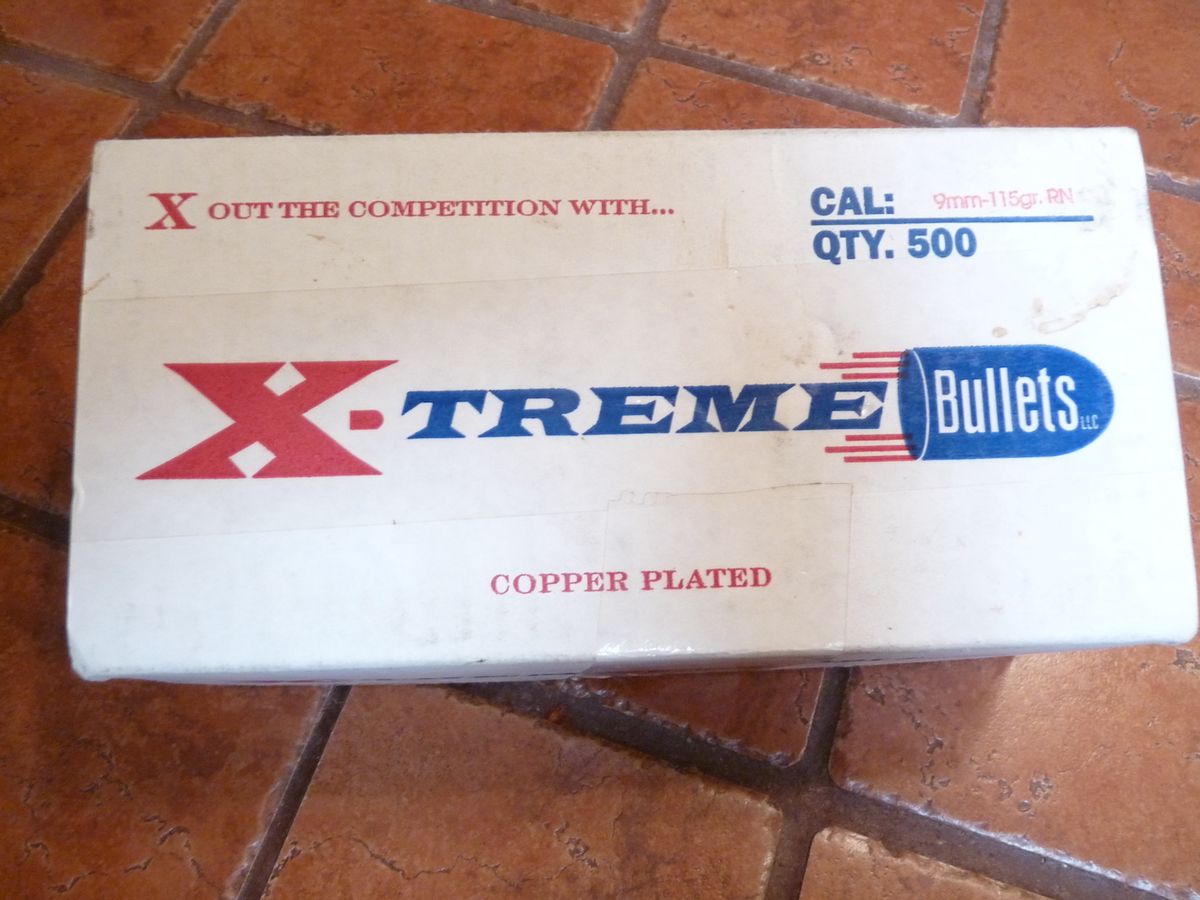 X OUT THE COMPETITION WITH...
CAL: 9mm-115gr. RN
QTY. 500
X-TREME Bullets LLC
COPPER PLATED